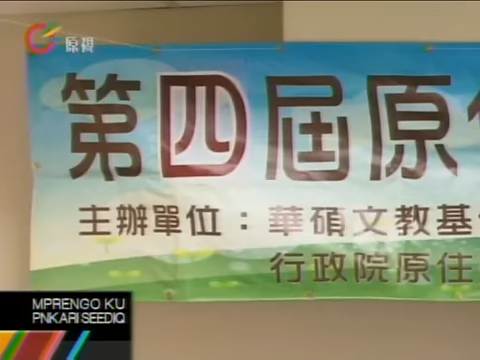 原視
第四屆原
主辦單位：華碩文教基
行政院原住
MPRENGO KU
PNKARI SEEDIQ